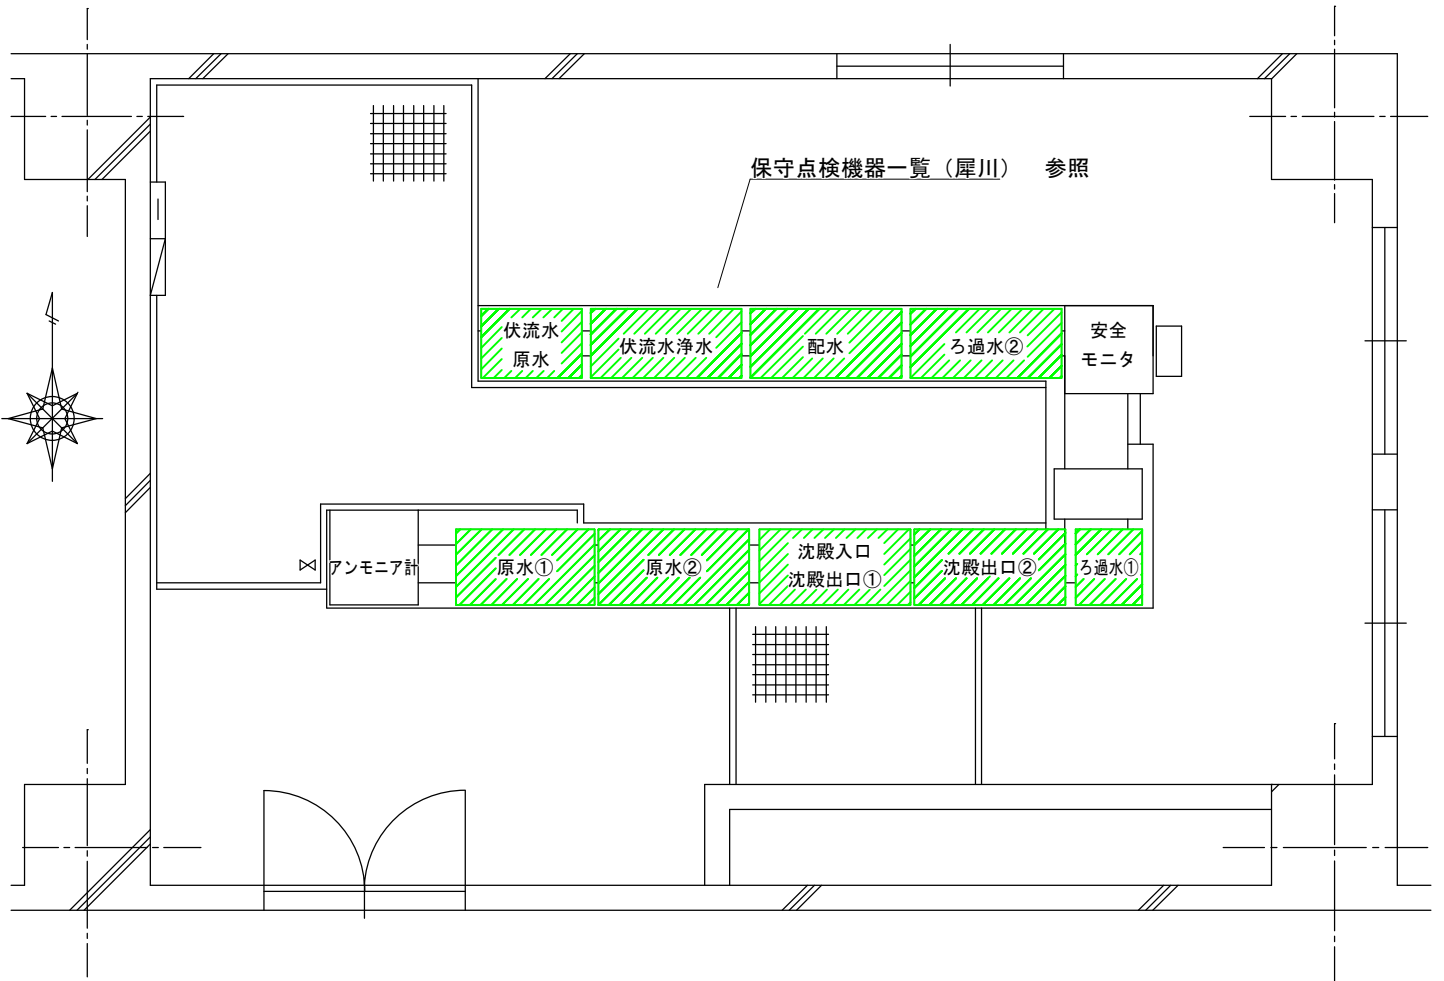 保守点検機器一覧（犀川）　参照
伏流水
原水
伏流水浄水
配水
ろ過水②
安全
モニタ
アンモニア計
原水①
原水②
沈殿入口
沈殿出口①
沈殿出口②
ろ過水①